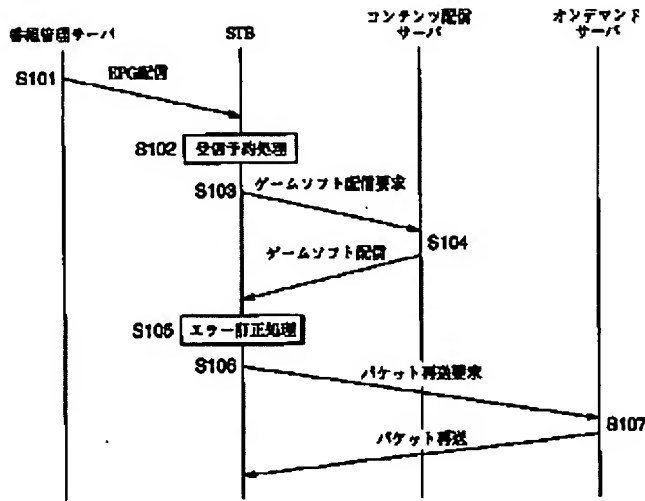 番組管理サーバ
STB
コンテンツ配信
サーバ
オンデマンド
サーバ
S101
EPG配信
S102
受信予約処理
S103
ゲームソフト配信要求
S104
ゲームソフト配信
S105
エラー訂正処理
S106
パケット再送要求
S107
パケット再送